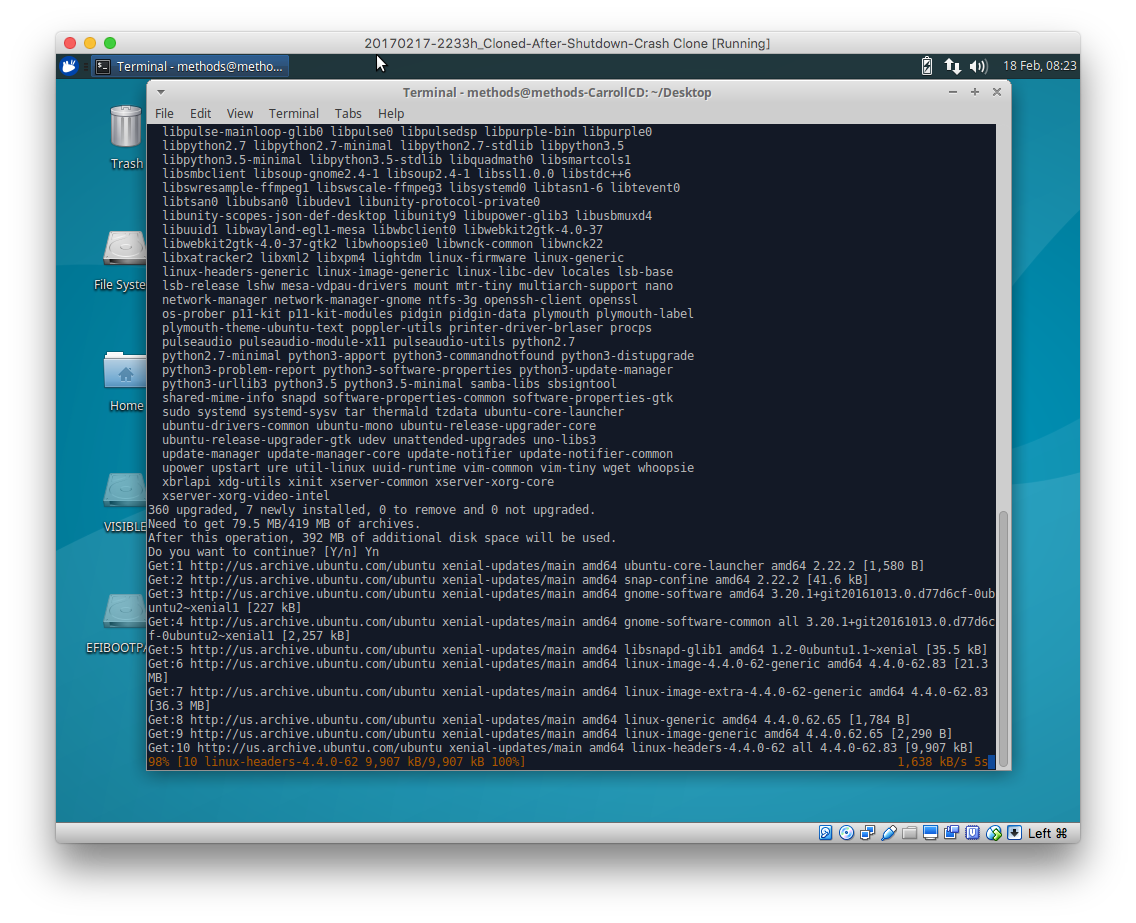 20170217-2233h_Cloned-After-Shutdown-Crash Clone [Running]
Terminal - methods@metho...
18 Feb, 08:23
Terminal - methods@methods-CarrollCD: ~/Desktop
File Edit View Terminal Tabs Help
Trash
File Syste
Home
VISIBLE
EFIBOOTPA
libpulse-mainloop-glib0 libpulse0 libpulsedsp libpurple-bin libpurple0
libpython2.7 libpython2.7-minimal libpython2.7-stdlib libpython3.5
libpython3.5-minimal libpython3.5-stdlib libquadmath0 libsmartcols1
libsmbclient libsoup-gnome2.4-1 libsoup2.4-1 libssl1.0.0 libstdc++6
libswresample-ffmpeg1 libswscale-ffmpeg3 libsystemd0 libtasn1-6 libtevent0
libtsan0 libubsan0 libudev1 libunity-protocol-private0
libunity-scopes-json-def-desktop libunity9 libupower-glib3 libusbmuxd4
libuuid1 libwayland-egl1-mesa libwbclient0 libwebkit2gtk-4.0-37
libwebkit2gtk-4.0-37-gtk2 libwhoopsie0 libwnck-common libwnck22
libxatracker2 libxml2 libxpm4 lightdm linux-firmware linux-generic
linux-headers-generic linux-image-generic linux-libc-dev locales lsb-base
lsb-release lshw mesa-vdpau-drivers mount mtr-tiny multiarch-support nano
network-manager network-manager-gnome ntfs-3g openssh-client openssl
os-prober p11-kit p11-kit-modules pidgin pidgin-data plymouth plymouth-label
plymouth-theme-ubuntu-text poppler-utils printer-driver-brlaser procps
pulseaudio pulseaudio-module-x11 pulseaudio-utils python2.7
python2.7-minimal python3-apport python3-commandnotfound python3-distupgrade
python3-problem-report python3-software-properties python3-update-manager
python3-urllib3 python3.5 python3.5-minimal samba-libs sbsigntool
shared-mime-info snapd software-properties-common software-properties-gtk
sudo systemd systemd-sysv tar thermald tzdata ubuntu-core-launcher
ubuntu-drivers-common ubuntu-mono ubuntu-release-upgrader-core
ubuntu-release-upgrader-gtk udev unattended-upgrades uno-libs3
update-manager update-manager-core update-notifier update-notifier-common
upower upstart ure util-linux uuid-runtime vim-common vim-tiny wget whoopsie
xbrlapi xdg-utils xinit xserver-common xserver-xorg-core
xserver-xorg-video-intel
360 upgraded, 7 newly installed, 0 to remove and 0 not upgraded.
Need to get 79.5 MB/419 MB of archives.
After this operation, 392 MB of additional disk space will be used.
Do you want to continue? [Y/n] Yn
Get:1 http://us.archive.ubuntu.com/ubuntu xenial-updates/main amd64 ubuntu-core-launcher amd64 2.22.2 [1,580 B]
Get:2 http://us.archive.ubuntu.com/ubuntu xenial-updates/main amd64 snap-confine amd64 2.22.2 [41.6 kB]
Get:3 http://us.archive.ubuntu.com/ubuntu xenial-updates/main amd64 gnome-software amd64 3.20.1+git20161013.0.d77d6cf-0ub
untu2~xenial1 [227 kB]
Get:4 http://us.archive.ubuntu.com/ubuntu xenial-updates/main amd64 gnome-software-common all 3.20.1+git20161013.0.d77d6c
f-0ubuntu2~xenial1 [2,257 kB]
Get:5 http://us.archive.ubuntu.com/ubuntu xenial-updates/main amd64 libsnapd-glib1 amd64 1.2-0ubuntu1.1~xenial [35.5 kB]
Get:6 http://us.archive.ubuntu.com/ubuntu xenial-updates/main amd64 linux-image-4.4.0-62-generic amd64 4.4.0-62.83 [21.3
MB]
Get:7 http://us.archive.ubuntu.com/ubuntu xenial-updates/main amd64 linux-image-extra-4.4.0-62-generic amd64 4.4.0-62.83
[36.3 MB]
Get:8 http://us.archive.ubuntu.com/ubuntu xenial-updates/main amd64 linux-generic amd64 4.4.0.62.65 [1,784 B]
Get:9 http://us.archive.ubuntu.com/ubuntu xenial-updates/main amd64 linux-image-generic amd64 4.4.0.62.65 [2,290 B]
Get:10 http://us.archive.ubuntu.com/ubuntu xenial-updates/main amd64 linux-headers-4.4.0-62 all 4.4.0-62.83 [9,907 kB]
98% [10 linux-headers-4.4.0-62 9,907 kB/9,907 kB 100%] 1,638 kB/s 5s
Left ⌘